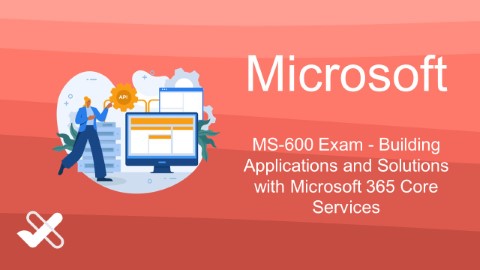 Microsoft
API
MS-600 Exam - Building
Applications and Solutions
with Microsoft 365 Core
Services